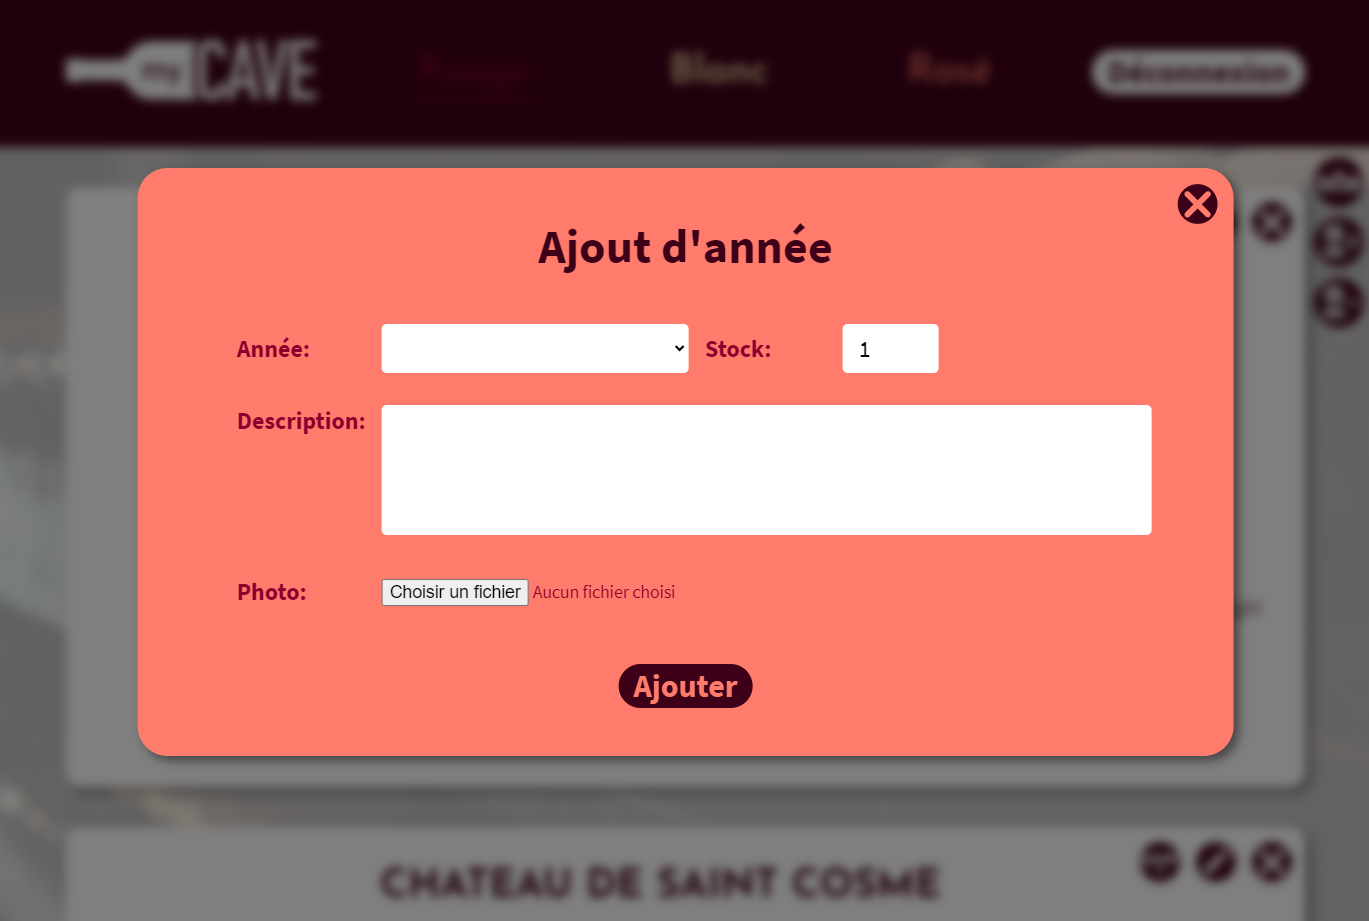 my CAVE
Rouge
Blanc
Rosé
Déconnexion
Ajout d'année
Année:
Stock: 1
Description:
Photo: Choisir un fichier Aucun fichier choisi
Ajouter
CHATEAU DE SAINT COSME